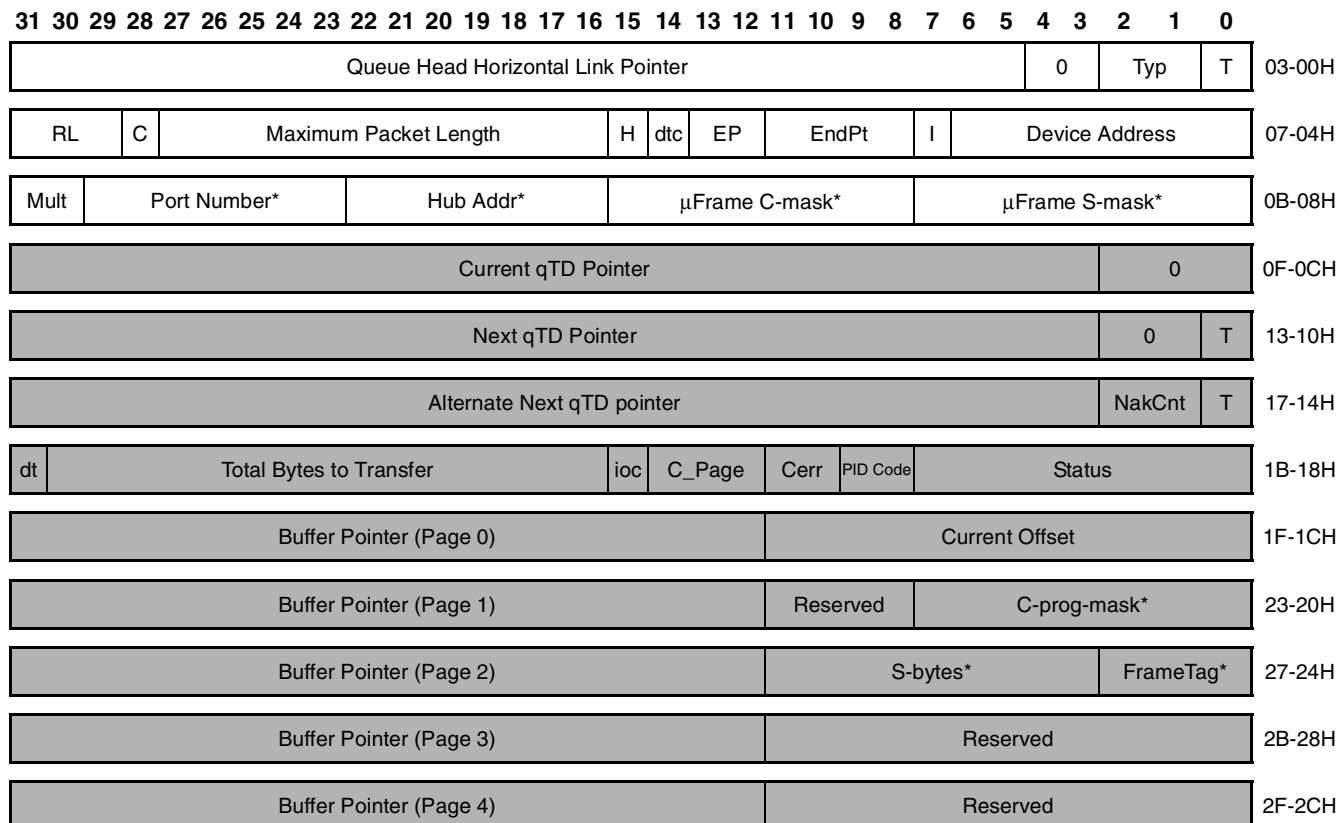 31 30 29 28 27 26 25 24 23 22 21 20 19 18 17 16 15 14 13 12 11 10 9 8 7 6 5 4 3 2 1 0
Queue Head Horizontal Link Pointer 0 Typ T 03-00H
RL C Maximum Packet Length H dtc EP EndPt I Device Address 07-04H
Mult Port Number* Hub Addr* μFrame C-mask* μFrame S-mask* 0B-08H
Current qTD Pointer 0 0F-0CH
Next qTD Pointer 0 T 13-10H
Alternate Next qTD pointer NakCnt T 17-14H
dt Total Bytes to Transfer ioc C_Page Cerr PID Code Status 1B-18H
Buffer Pointer (Page 0) Current Offset 1F-1CH
Buffer Pointer (Page 1) Reserved C-prog-mask* 23-20H
Buffer Pointer (Page 2) S-bytes* FrameTag* 27-24H
Buffer Pointer (Page 3) Reserved 2B-28H
Buffer Pointer (Page 4) Reserved 2F-2CH